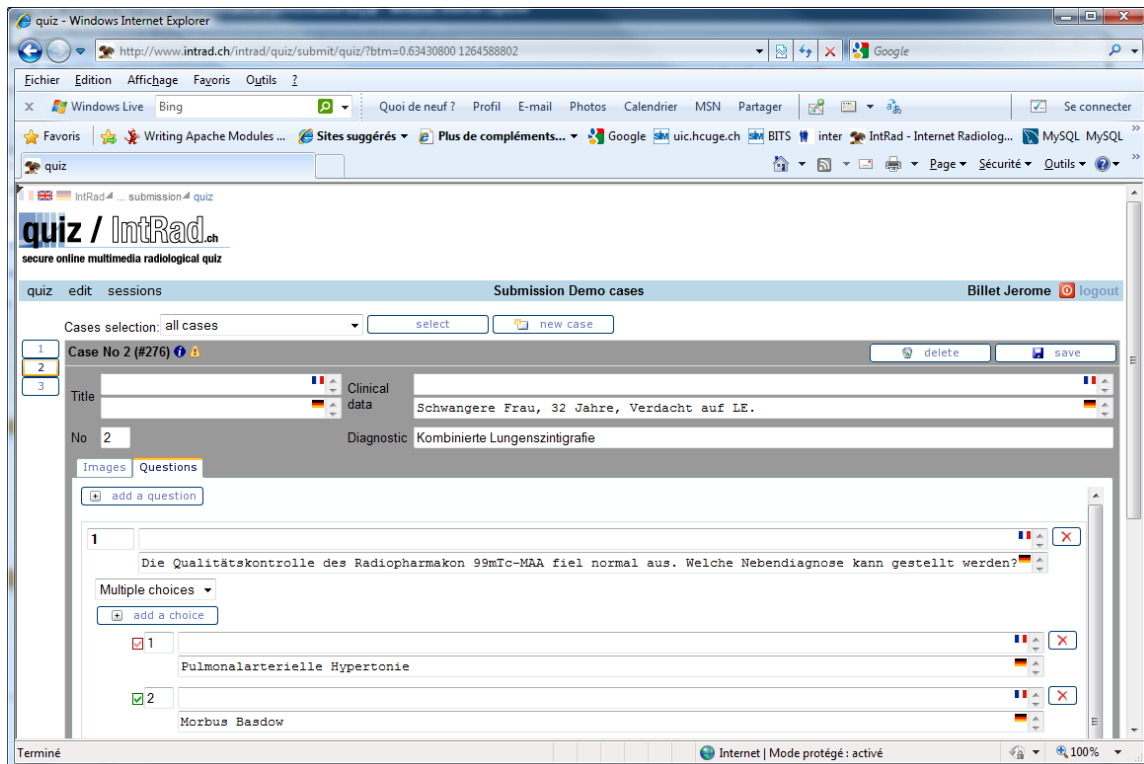 quiz - Windows Internet Explorer
http://www.intrad.ch/intrad/quiz/submit/quiz/?btm=0.63430800 1264588802
Google
Fichier Edition Affichage Favoris Outils ?
x Windows Live Bing Quoi de neuf ? Profil E-mail Photos Calendrier MSN Partager Se connecter
Favoris Writing Apache Modules ... Sites suggérés Plus de compléments... Google uic.hcuge.ch BITS inter IntRad - Internet Radiolog... MySQL MySQL
quiz Page Sécurité Outils
IntRad ... submission quiz
quiz / IntRad.ch
secure online multimedia radiological quiz
quiz edit sessions Submission Demo cases Billet Jerome logout
Cases selection: all cases select new case
1
2
3
Case No 2 (#276) delete save
Title
Clinical data
Schwangere Frau, 32 Jahre, Verdacht auf LE.
No 2 Diagnostic Kombinierte Lungenszintigrafie
Images Questions
add a question
1
Die Qualitätskontrolle des Radiopharmakon 99mTc-MAA fiel normal aus. Welche Nebendiagnose kann gestellt werden?
Multiple choices
add a choice
1
Pulmonalarterielle Hypertonie
2
Morbus Basdow
Terminé Internet | Mode protégé : activé 100%